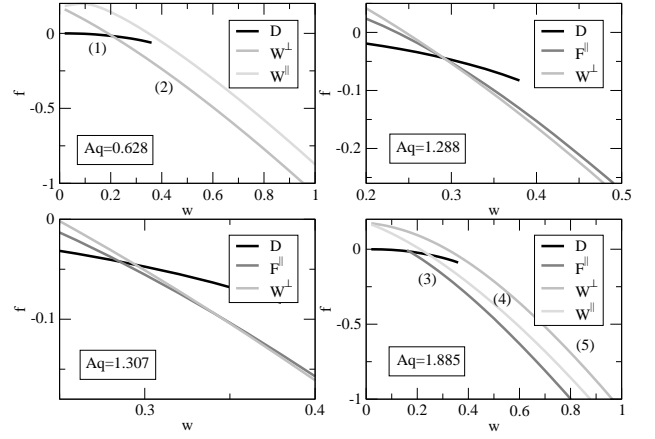 0
-0.5
-1
f
0
0.2
0.4
0.6
0.8
1
w
(1)
(2)
Aq=0.628
D
W⊥
W||
0
-0.1
-0.2
f
0.2
0.3
0.4
0.5
w
Aq=1.288
D
F||
W⊥
0
-0.1
f
0.3
0.4
w
Aq=1.307
D
F||
W⊥
0
-0.5
-1
f
0
0.2
0.4
0.6
0.8
1
w
(3)
(4)
(5)
Aq=1.885
D
F||
W⊥
W||